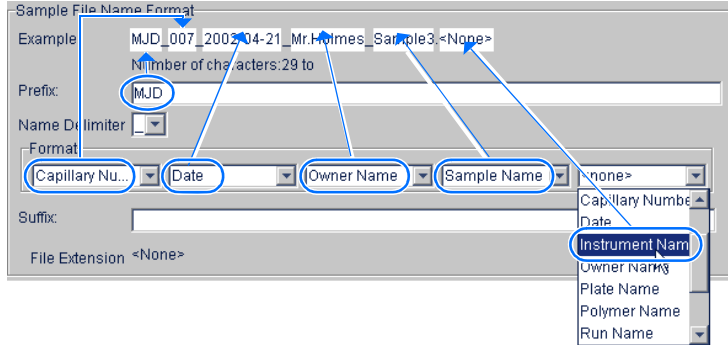 Sample File Name Format
Example MJD_007_2002-04-21_Mr.Holmes_Sample3.<None>
Number of characters:29 to
Prefix: MJD
Name Delimiter _
Format
Capillary Nu... Date Owner Name Sample Name <none>
Capillary Numbe
Date
Suffix:
Instrument Nam
File Extension <None>
Owner Name
Plate Name
Polymer Name
Run Name